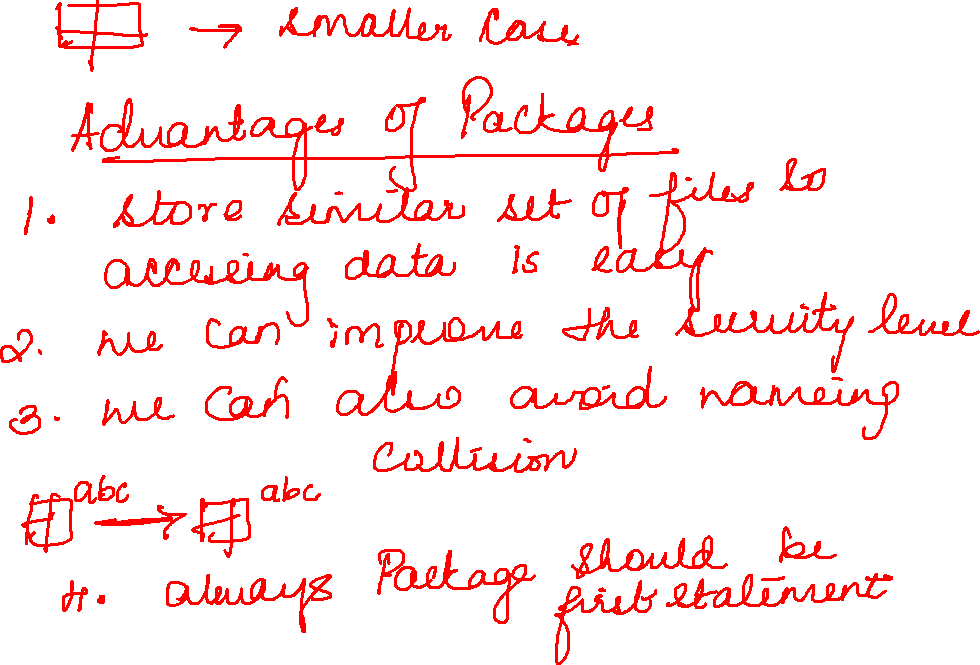 → smaller case
Advantages of Packages
1. store similar set of files so
accessing data is easy
2. we can improve the security level
3. we can also avoid nameing
collision
abc → abc
4. always Package should be
first statement